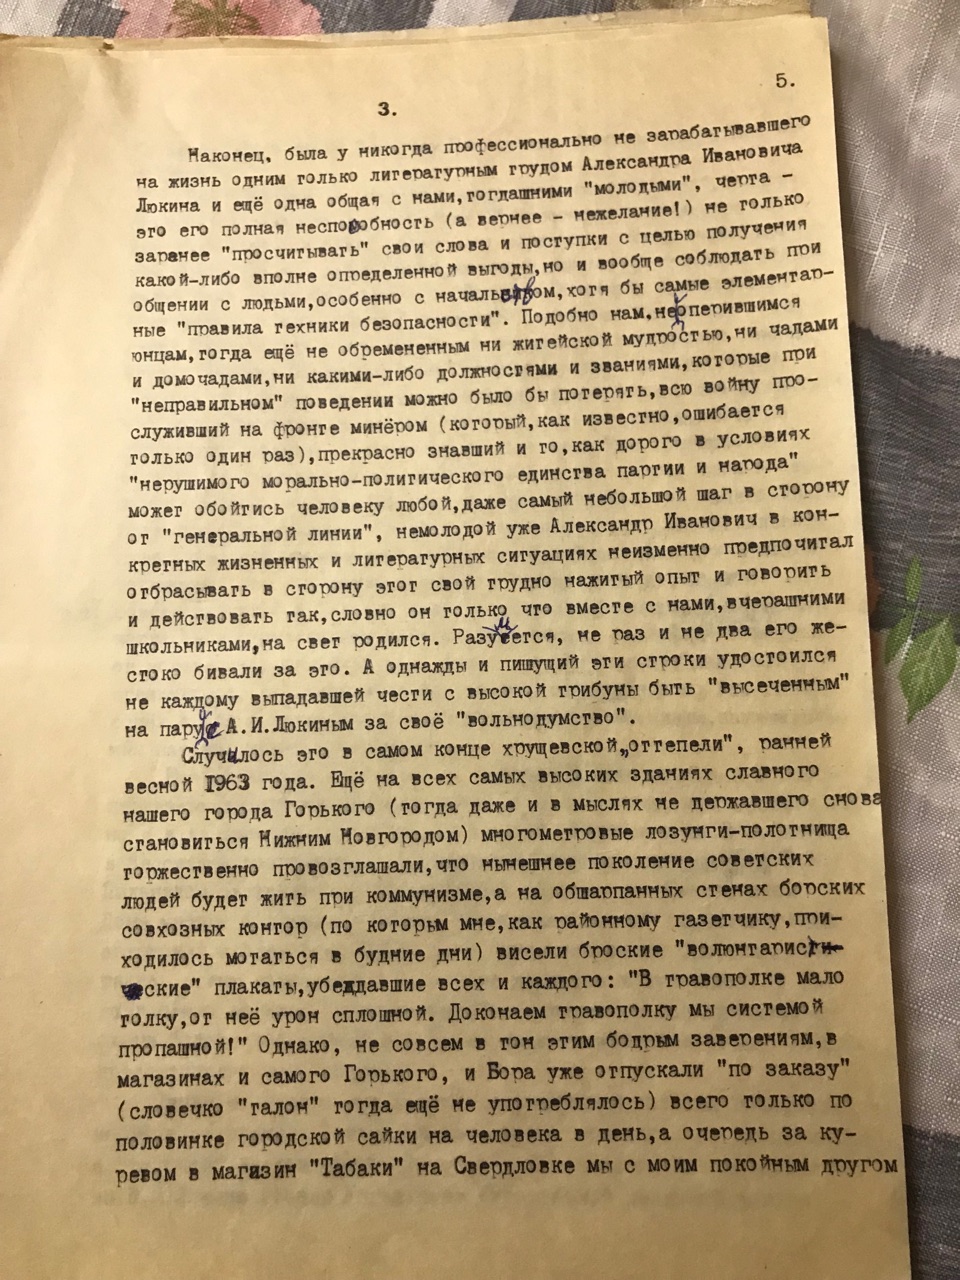 5.
3.
Наконец, была у никогда профессионально не зарабатывавшего
на жизнь одним только литературным трудом Александра Ивановича
Люкина и ещё одна общая с нами,тогдашними "молодыми", черта -
это его полная неспособность (а вернее - нежелание!) не только
заранее "просчитывать" свои слова и поступки с целью получения
какой-либо вполне определенной выгоды,но и вообще соблюдать при
общении с людьми,особенно с начальством,хотя бы самые элементар-
ные "правила техники безопасности". Подобно нам,неоперившимся
юнцам,тогда ещё не обремененным ни житейской мудростью,ни чадами
и домочадами,ни какими-либо должностями и званиями,которые при
"неправильном" поведении можно было бы потерять,всю войну про-
служивший на фронте минёром (который,как известно,ошибается
только один раз),прекрасно знавший и то,как дорого в условиях
"нерушимого морально-политического единства партии и народа"
может обойтись человеку любой,даже самый небольшой шаг в сторону
от "генеральной линии", немолодой уже Александр Иванович в кон-
кретных жизненных и литературных ситуациях неизменно предпочитал
отбрасывать в сторону этот свой трудно нажитый опыт и говорить
и действовать так,словно он только что вместе с нами,вчерашними
школьниками,на свет родился. Разумеется, не раз и не два его же-
стоко бивали за это. А однажды и пишущий эти строки удостоился
не каждому выпадавшей чести с высокой трибуны быть "высеченным"
на пару с А.И.Люкиным за своё "вольнодумство".
Случилось это в самом конце хрущевской„оттепели", ранней
весной 1963 года. Ещё на всех самых высоких зданиях славного
нашего города Горького (тогда даже и в мыслях не державшего снова
становиться Нижним Новгородом) многометровые лозунги-полотнища
торжественно провозглашали,что нынешнее поколение советских
людей будет жить при коммунизме,а на обшарпанных стенах борских
совхозных контор (по которым мне,как районному газетчику,при-
ходилось мотаться в будние дни) висели броские "волюнтарист-
ские" плакаты,убеждавшие всех и каждого: "В травополке мало
толку,от неё урон сплошной. Доконаем травополку мы системой
пропашной!" Однако, не совсем в тон этим бодрым заверениям,в
магазинах и самого Горького, и Бора уже отпускали "по заказу"
(словечко "талон" тогда ещё не употреблялось) всего только по
половинке городской сайки на человека в день,а очередь за ку-
ревом в магазин "Табаки" на Свердловке мы с моим покойным другом